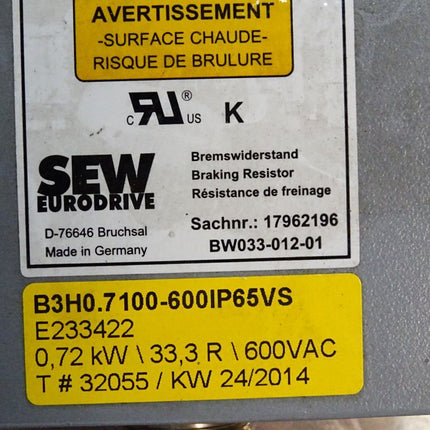 AVERTISSEMENT
-SURFACE CHAUDE-
RISQUE DE BRULURE
c RU ® US K
SEW
EURODRIVE
D-76646 Bruchsal
Made in Germany
Bremswiderstand
Braking Resistor
Résistance de freinage
Sachnr.: 17962196
BW033-012-01
B3H0.7100-600IP65VS
E233422
0,72 kW \ 33,3 R \ 600VAC
T # 32055 / KW 24/2014